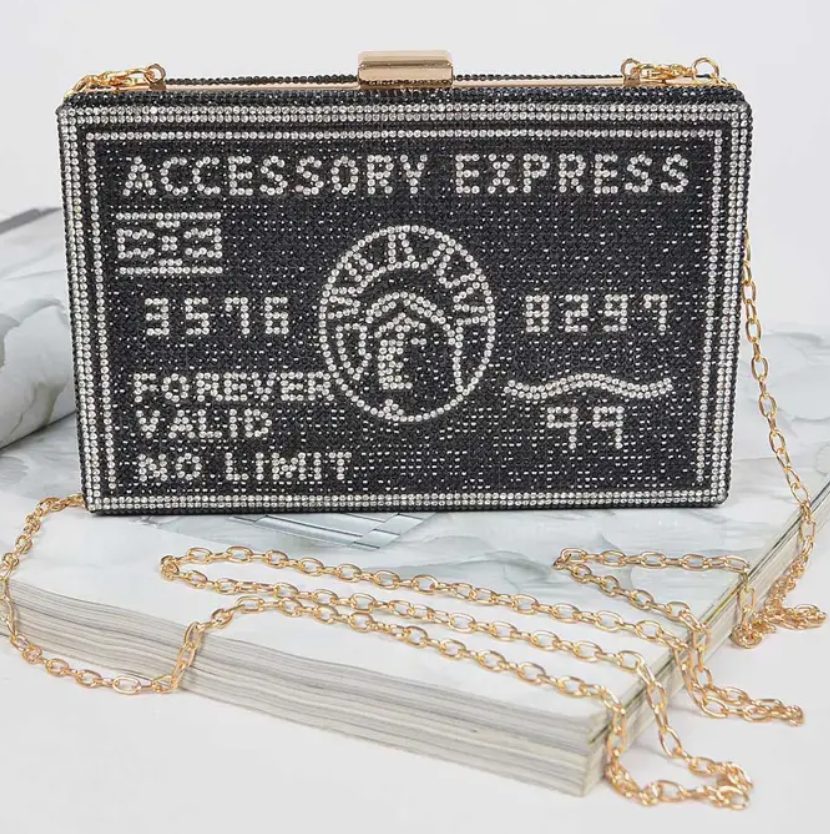 ACCESSORY EXPRESS
3576 8297
FOREVER
VALID 99
NO LIMIT